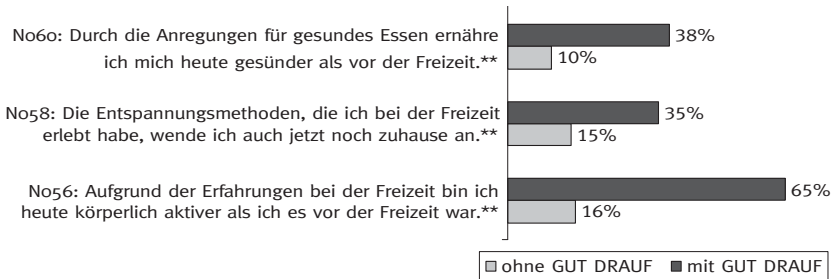 No60: Durch die Anregungen für gesundes Essen ernähre
ich mich heute gesünder als vor der Freizeit.**
38%
10%
No58: Die Entspannungsmethoden, die ich bei der Freizeit
erlebt habe, wende ich auch jetzt noch zuhause an.**
35%
15%
No56: Aufgrund der Erfahrungen bei der Freizeit bin ich
heute körperlich aktiver als ich es vor der Freizeit war.**
65%
16%
ohne GUT DRAUF mit GUT DRAUF